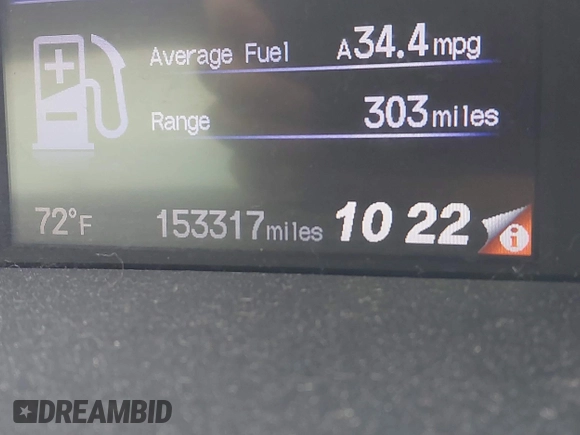 Average Fuel A34.4mpg
Range 303miles
72°F 153317miles 10 22 i
DREAMBID